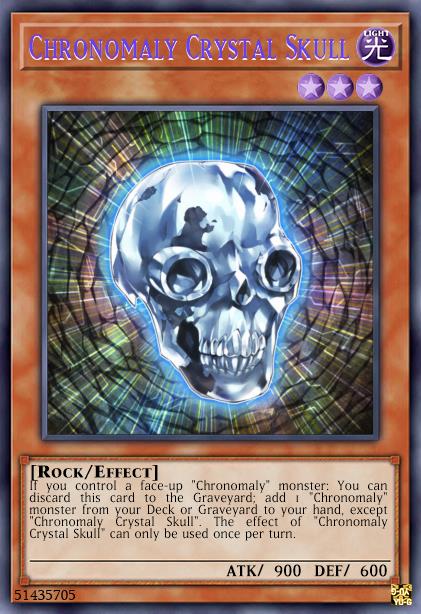 Chronomaly Crystal Skull
LIGHT
光
[Rock/Effect]
If you control a face-up "Chronomaly" monster: You can
discard this card to the Graveyard; add 1 "Chronomaly"
monster from your Deck or Graveyard to your hand, except
"Chronomaly Crystal Skull". The effect of "Chronomaly
Crystal Skull" can only be used once per turn.
ATK/ 900 DEF/ 600
51435705